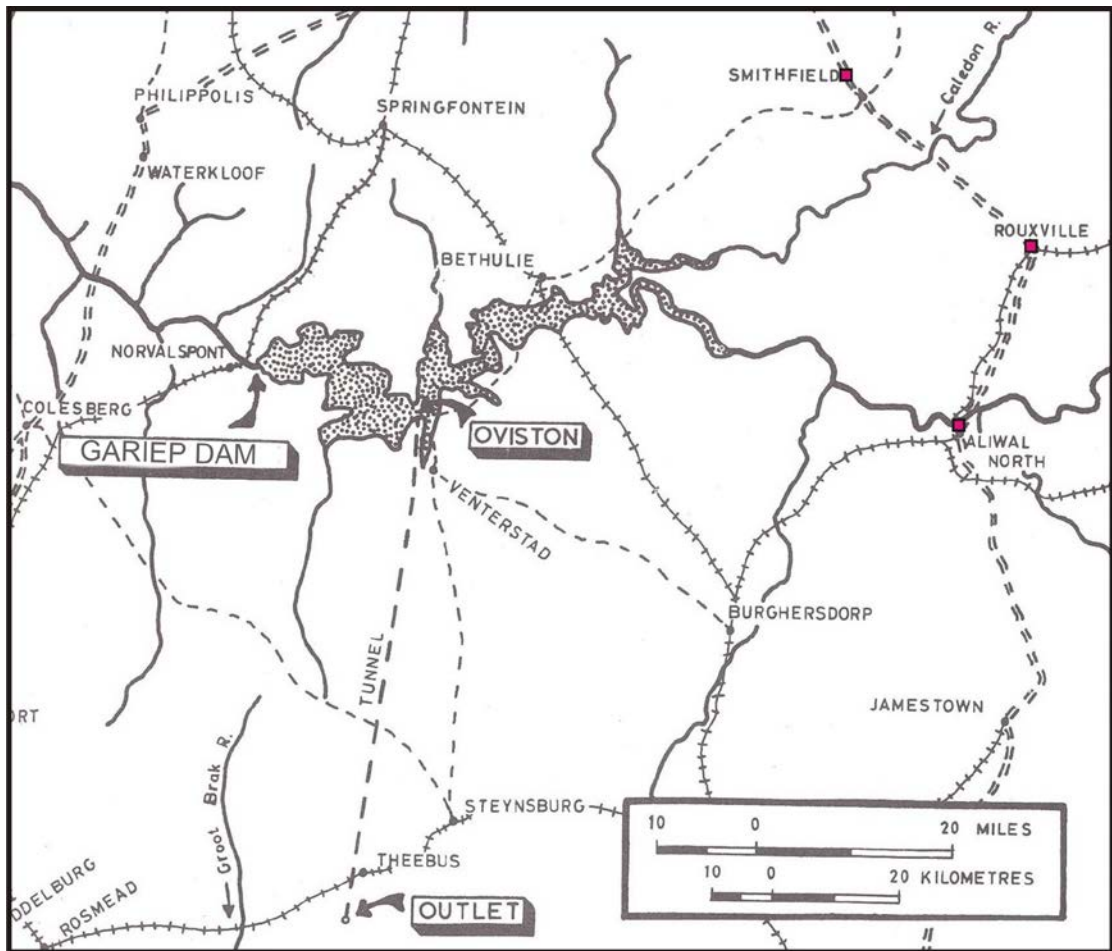 SMITHFIELD
Caledon R.
PHILIPPOLIS
SPRINGFONTEIN
WATERKLOOF
ROUXVILLE
BETHULIE
NORVALSPONT
COLESBERG
GARIEP DAM
OVISTON
ALIWAL
NORTH
VENTERSTAD
BURGHERSDORP
TUNNEL
JAMESTOWN
ORT
Groot Brak R.
STEYNSBURG
10 0 20 MILES
10 0 20 KILOMETRES
THEEBUS
DDELBURG
ROSMEAD
OUTLET